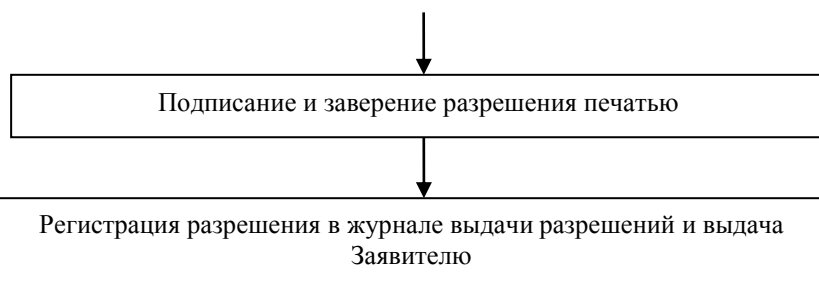 Подписание и заверение разрешения печатью
Регистрация разрешения в журнале выдачи разрешений и выдача
Заявителю